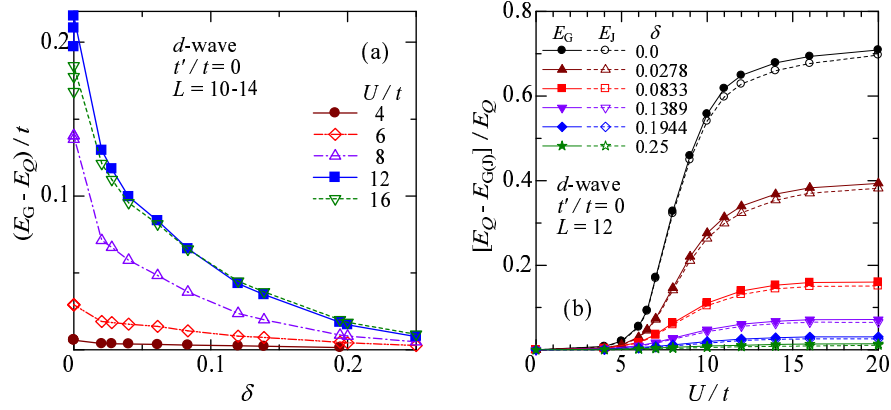 0.2
0.1
0
0
0.1
0.2
(E_G - E_Q) / t
δ
(a)
d-wave
t' / t = 0
L = 10-14
U / t
4
6
8
12
16
0.8
0.6
0.4
0.2
0
0
5
10
15
20
[E_Q - E_G(J)] / E_Q
U / t
E_G E_J δ
0.0
0.0278
0.0833
0.1389
0.1944
0.25
d-wave
t' / t = 0
L = 12
(b)